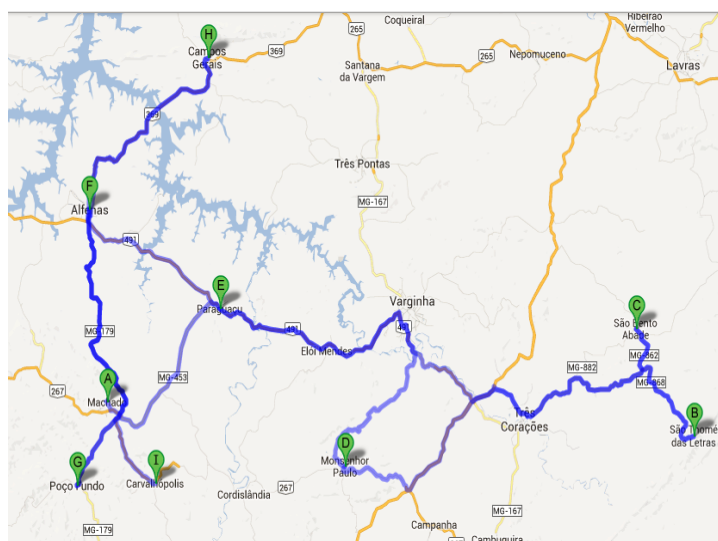 Ribeirão
Vermelho
Coqueiral
H
Campos
Gerais
369
265
Nepomuceno
265
Lavras
Santana
da Vargem
369
Três Pontas
F
Alfenas
MG-167
491
E
Paraguaçu
Varginha
C
São Bento
Abade
491
491
MG-179
Elói Mendes
MG-862
MG-882
MG-868
A
MG-453
267
Machado
B
São Thomé
das Letras
Três
Corações
D
Monsenhor
Paulo
G
I
Poço Fundo
Carvalhópolis
Cordislândia
267
MG-167
Campanha
MG-179
Cambuquira